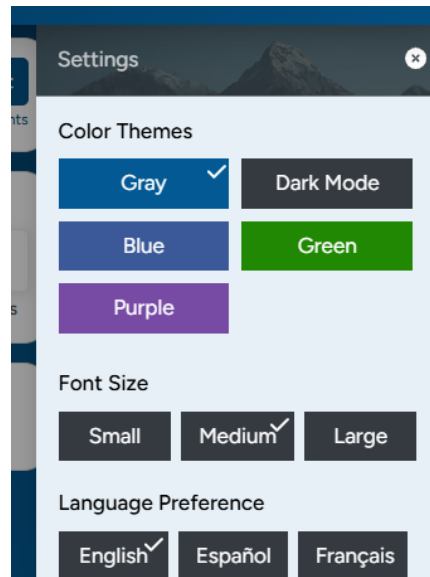 Settings
nts
Color Themes
Gray
Dark Mode
Blue
Green
Purple
s
Font Size
Small
Medium
Large
Language Preference
English
Español
Français